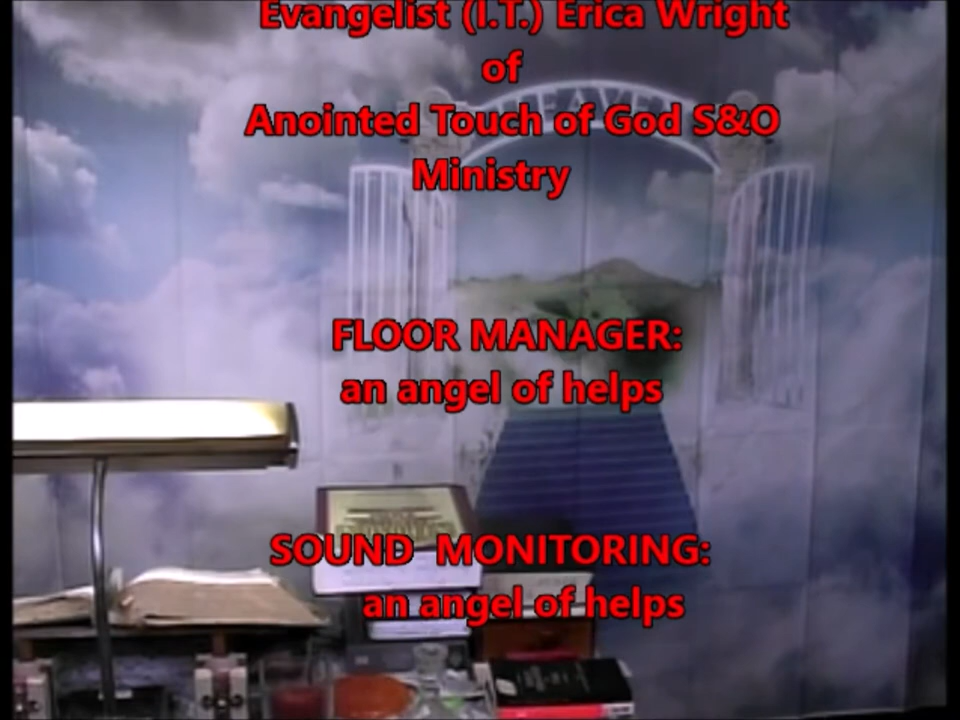 Evangelist (I.T.) Erica Wright
of
HEAVEN
Anointed Touch of God S&O
Ministry
FLOOR MANAGER:
an angel of helps
SOUND MONITORING:
an angel of helps